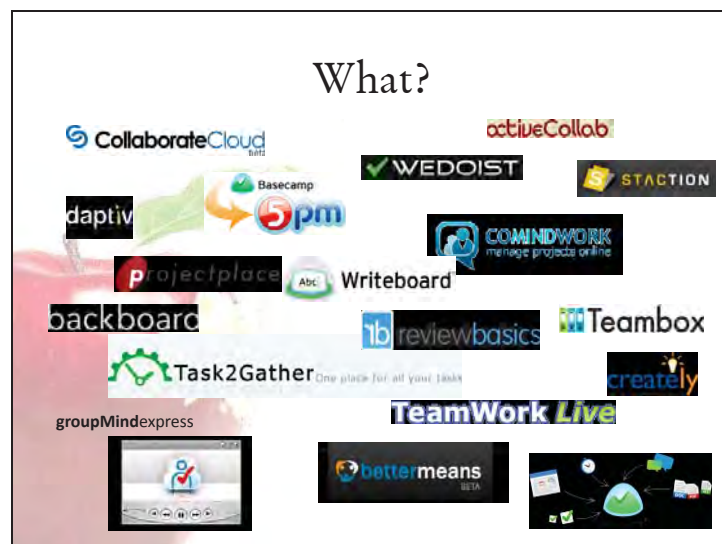 What?
CollaborateCloud
beta
activeCollab
WEDOIST
STACTION
daptiv
Basecamp
5pm
COMINDWORK
manage projects online
projectplace
Abc Writeboard
backboard
rb reviewbasics
Teambox
Task2Gather One place for all your tasks
creately
groupMindexpress
TeamWork Live
bettermeans
BETA